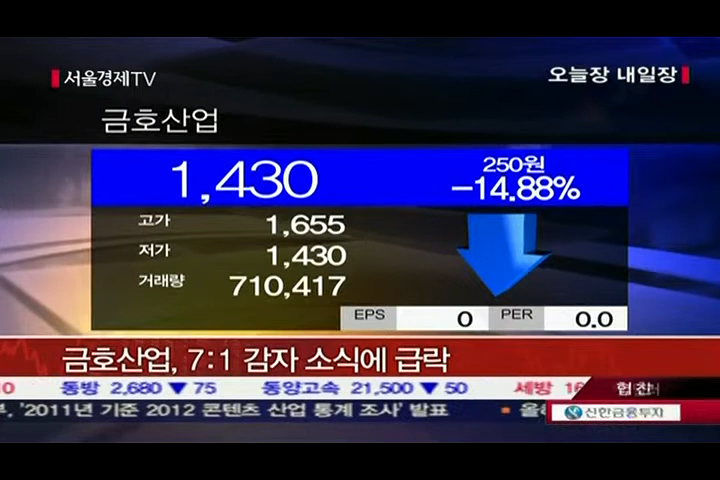 서울경제TV
오늘장 내일장
금호산업
1,430
250원
-14.88%
고가 1,655
저가 1,430
거래량 710,417
EPS 0 PER 0.0
금호산업, 7:1 감자 소식에 급락
동방 2,680 ▼ 75 동양고속 21,500 ▼ 50 세방
협찬
'2011년 기준 2012 콘텐츠 산업 통계 조사' 발표
신한금융투자